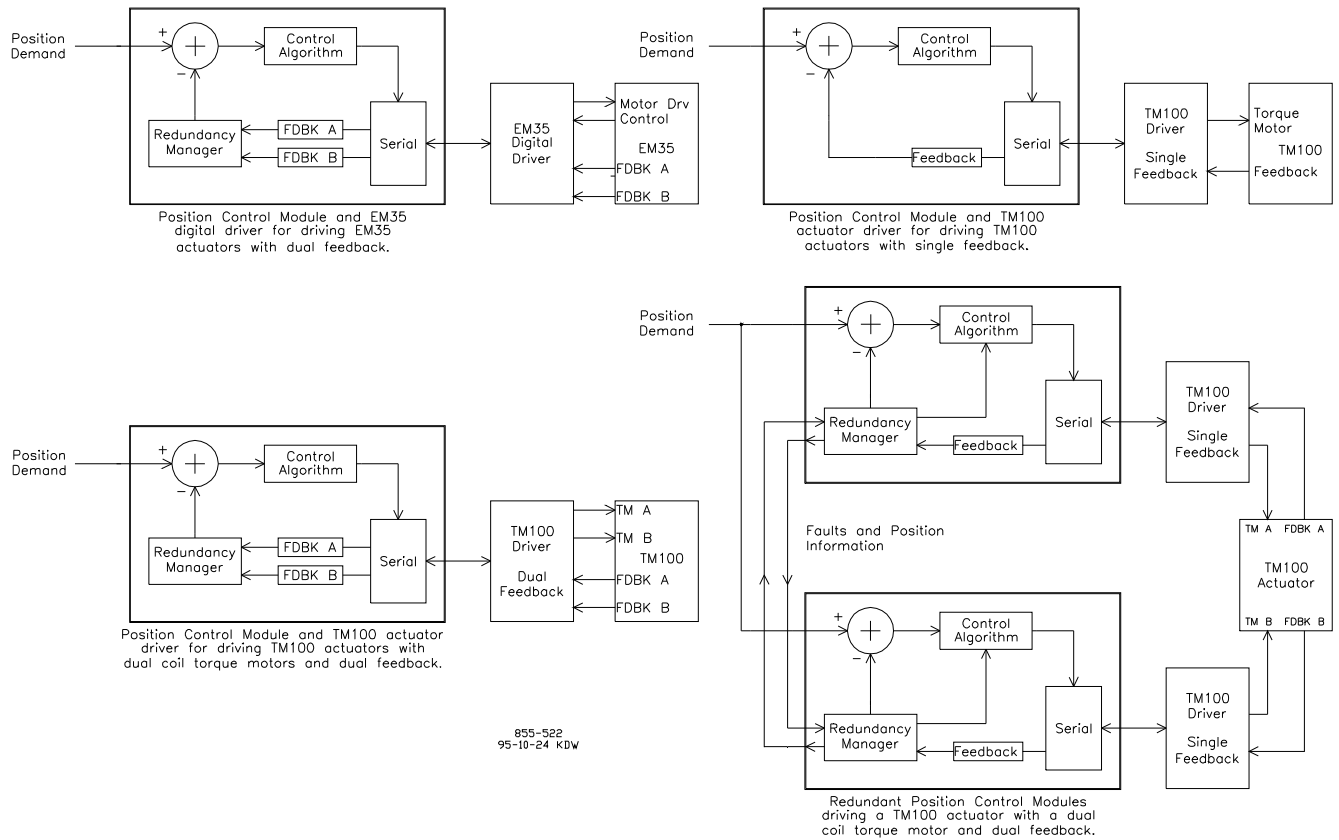 Position
Demand
+
−
Control
Algorithm
Redundancy
Manager
FDBK A
FDBK B
Serial
EM35
Digital
Driver
Motor Drv
Control
EM35
FDBK A
FDBK B
Position Control Module and EM35
digital driver for driving EM35
actuators with dual feedback.
Position
Demand
+
−
Control
Algorithm
Feedback
Serial
TM100
Driver
Single
Feedback
Torque
Motor
TM100
Feedback
Position Control Module and TM100
actuator driver for driving TM100
actuators with single feedback.
Position
Demand
+
−
Control
Algorithm
Redundancy
Manager
FDBK A
FDBK B
Serial
TM100
Driver
Dual
Feedback
TM A
TM B
TM100
FDBK A
FDBK B
Position Control Module and TM100 actuator
driver for driving TM100 actuators with
dual coil torque motors and dual feedback.
Position
Demand
+
−
Control
Algorithm
Redundancy
Manager
Feedback
Serial
TM100
Driver
Single
Feedback
Faults and Position
Information
TM A FDBK A
TM100
Actuator
TM B FDBK B
+
−
Control
Algorithm
Redundancy
Manager
Feedback
Serial
TM100
Driver
Single
Feedback
Redundant Position Control Modules
driving a TM100 actuator with a dual
coil torque motor and dual feedback.
855-522
95-10-24 KDW